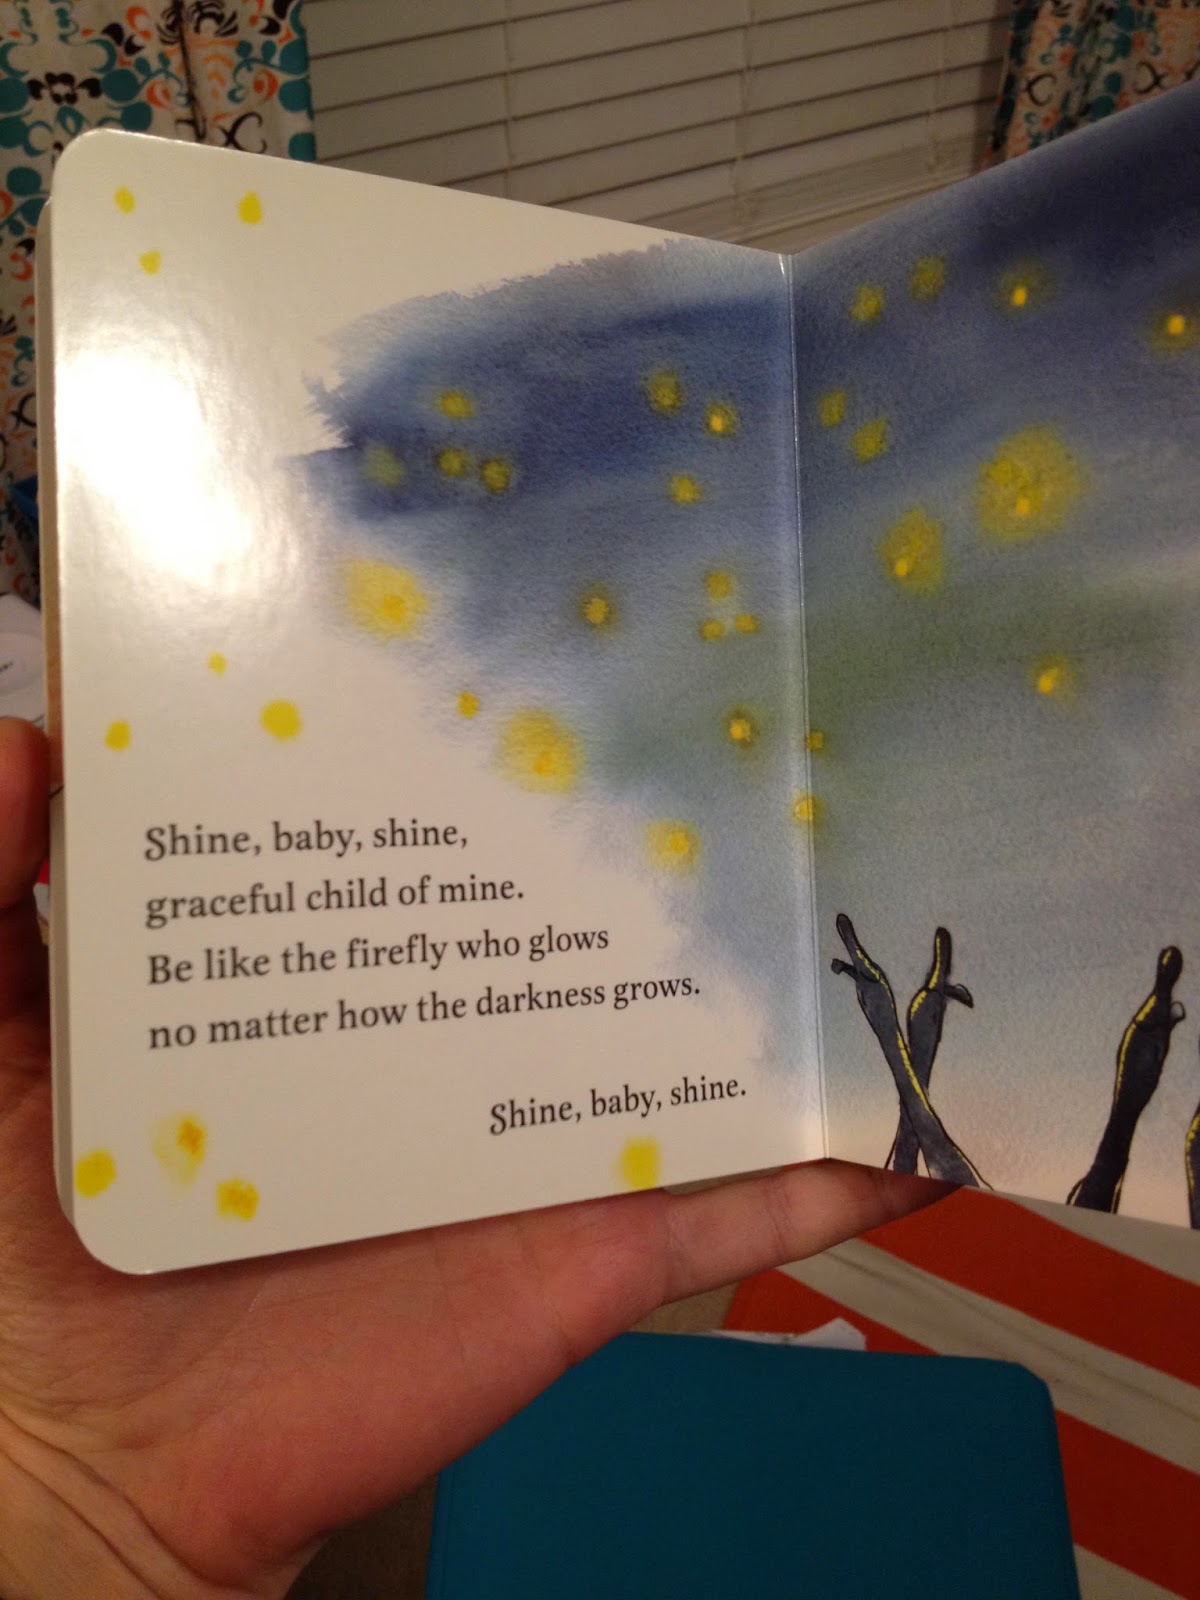 Shine, baby, shine,
graceful child of mine.
Be like the firefly who glows
no matter how the darkness grows.
Shine, baby, shine.